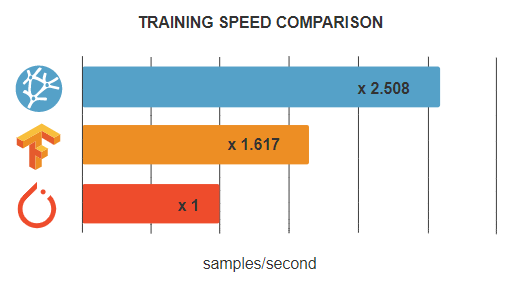 TRAINING SPEED COMPARISON
x 2.508
x 1.617
x 1
samples/second